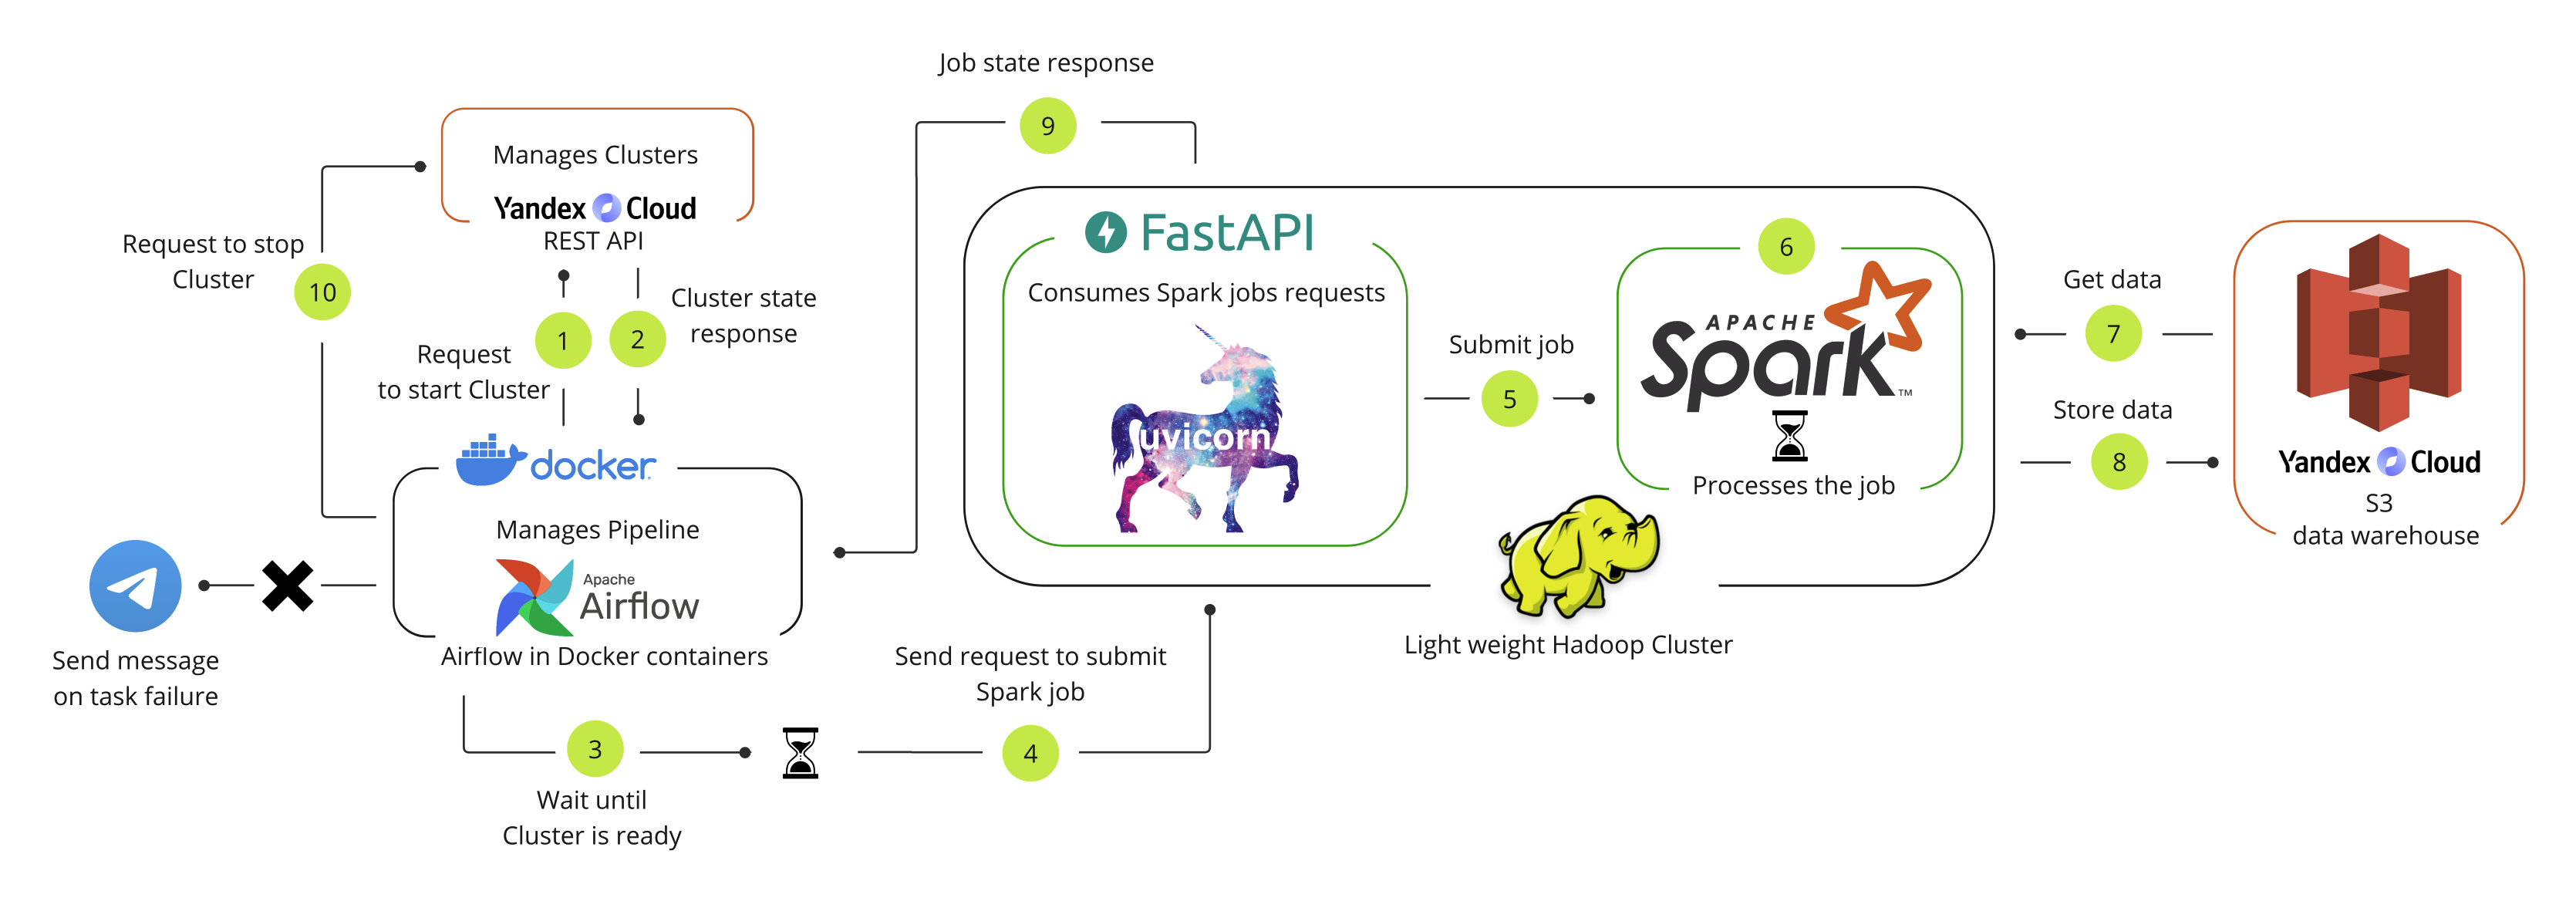 Job state response
9
Manages Clusters
Yandex Cloud
REST API
Request to stop
Cluster
10
1
2
Cluster state
response
Request
to start Cluster
docker
Manages Pipeline
Apache
Airflow
Airflow in Docker containers
Send message
on task failure
3
Wait until
Cluster is ready
Send request to submit
Spark job
4
FastAPI
Consumes Spark jobs requests
uvicorn
Submit job
5
6
APACHE
Spark™
Processes the job
Light weight Hadoop Cluster
Get data
7
Store data
8
Yandex Cloud
S3
data warehouse